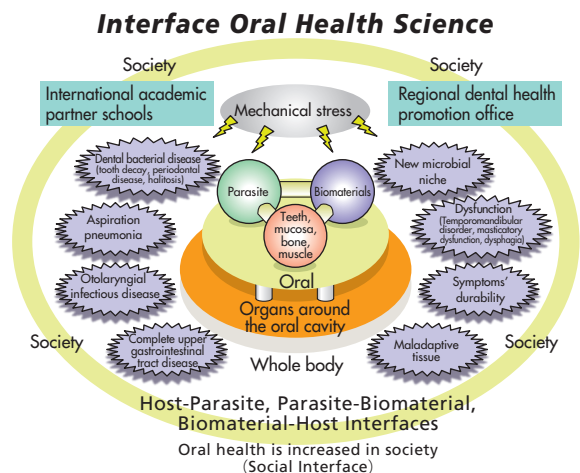 Interface Oral Health Science
Society
Society
International academic
partner schools
Regional dental health
promotion office
Mechanical stress
Dental bacterial disease
(tooth decay, periodontal
disease, halitosis)
New microbial
niche
Parasite
Biomaterials
Aspiration
pneumonia
Teeth,
mucosa,
bone,
muscle
Dysfunction
(Temporomandibular
disorder, masticatory
dysfunction, dysphagia)
Oral
Otolaryngial
infectious disease
Symptoms'
durability
Organs around
the oral cavity
Society
Society
Complete upper
gastrointestinal
tract disease
Whole body
Maladaptive
tissue
Host-Parasite, Parasite-Biomaterial,
Biomaterial-Host Interfaces
Oral health is increased in society
(Social Interface)